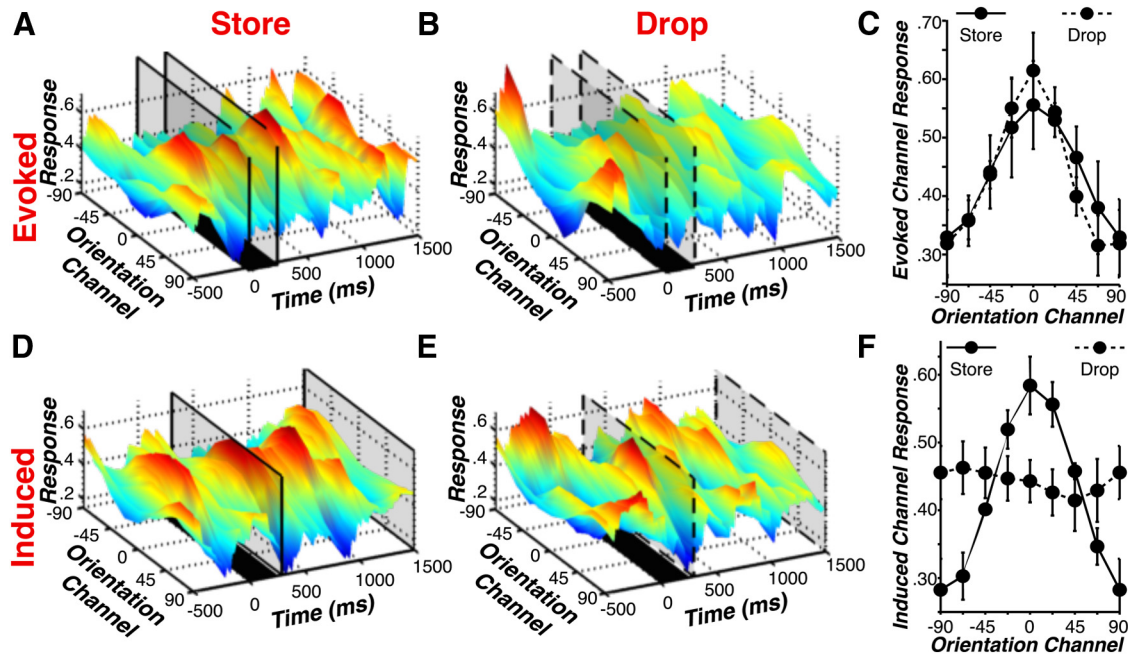 A Store B Drop C
Evoked
Response
.6
.4
.2
-90
-45
0
45
90
Orientation
Channel
-500
0
500
1000
1500
Time (ms)
Response
.6
.4
.2
-90
-45
0
45
90
Orientation
Channel
-500
0
500
1000
1500
Time (ms)
Evoked Channel Response
.70
.60
.50
.40
.30
Store Drop
-90 -45 0 45 90
Orientation Channel
D E F
Induced
Response
.6
.4
.2
-90
-45
0
45
90
Orientation
Channel
-500
0
500
1000
1500
Time (ms)
Response
.6
.4
.2
-90
-45
0
45
90
Orientation
Channel
-500
0
500
1000
1500
Time (ms)
Induced Channel Response
.60
.50
.40
.30
Store Drop
-90 -45 0 45 90
Orientation Channel